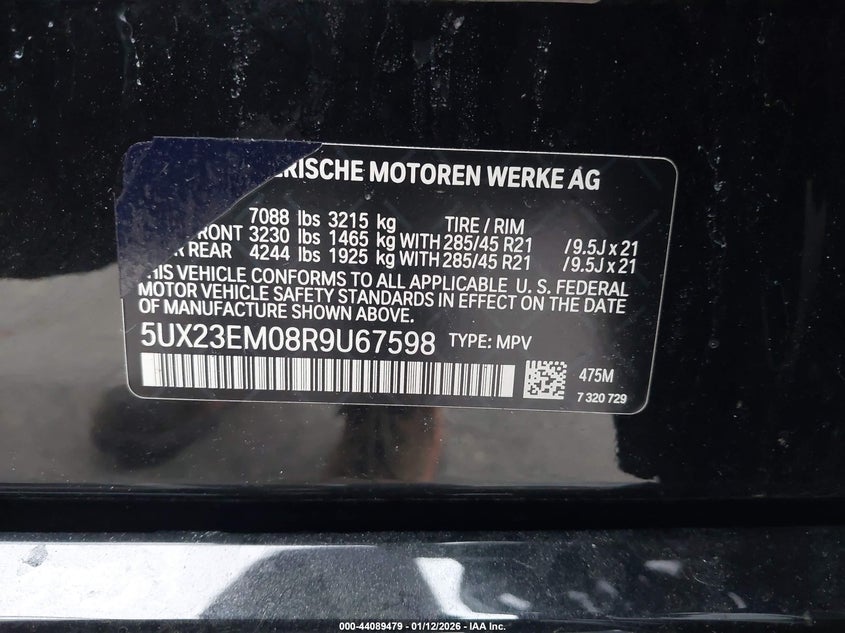 ERISCHE MOTOREN WERKE AG
7088 lbs 3215 kg TIRE / RIM
FRONT 3230 lbs 1465 kg WITH 285/45 R21 /9.5J x 21
REAR 4244 lbs 1925 kg WITH 285/45 R21 /9.5J x 21
THIS VEHICLE CONFORMS TO ALL APPLICABLE U. S. FEDERAL
MOTOR VEHICLE SAFETY STANDARDS IN EFFECT ON THE DATE
OF MANUFACTURE SHOWN ABOVE.
5UX23EM08R9U67598 TYPE: MPV
475M
7 320 729
000-44089479 - 01/12/2026 - IAA Inc.